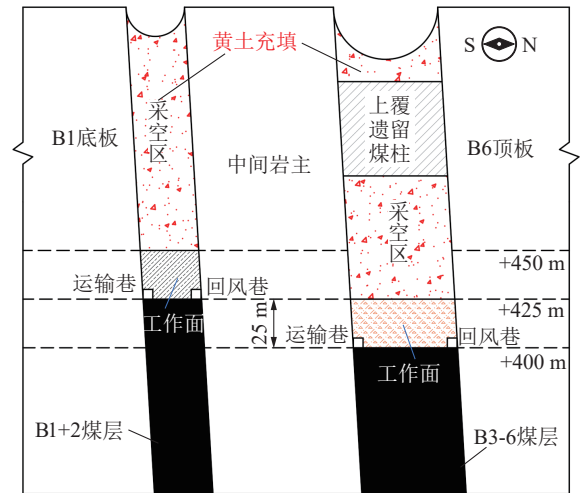 S N
黄土充填
采空区
上覆
遗留
煤柱
B1底板
中间岩主
B6顶板
采空区
+450 m
运输巷
回风巷
+425 m
工作面
25 m
运输巷
回风巷
+400 m
工作面
B1+2煤层
B3-6煤层